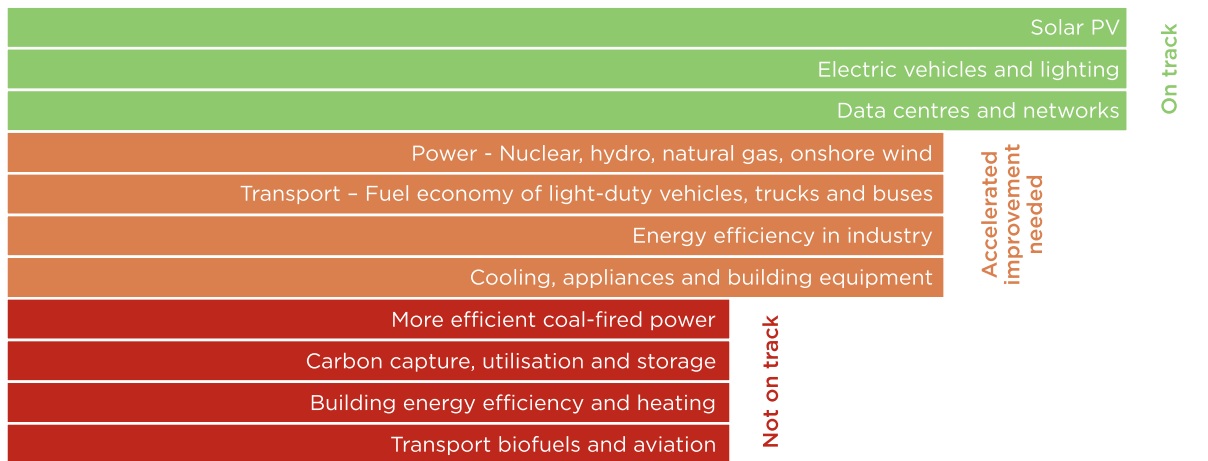 Solar PV
Electric vehicles and lighting
Data centres and networks
On track
Power - Nuclear, hydro, natural gas, onshore wind
Transport – Fuel economy of light-duty vehicles, trucks and buses
Energy efficiency in industry
Cooling, appliances and building equipment
Accelerated
improvement
needed
More efficient coal-fired power
Carbon capture, utilisation and storage
Building energy efficiency and heating
Transport biofuels and aviation
Not on track